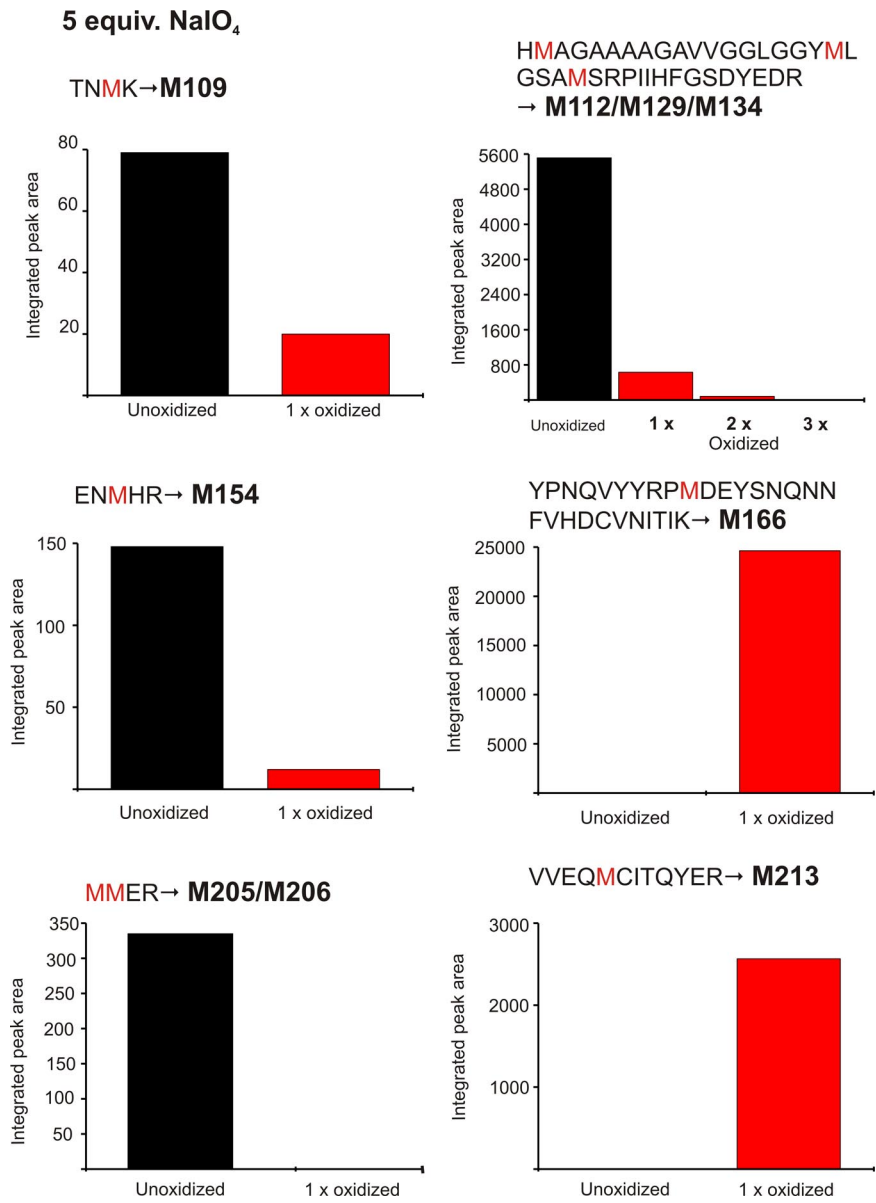 5 equiv. NaIO4
TNMK→M109
Integrated peak area
80
60
40
20
Unoxidized 1 x oxidized
HMAGAAAAGAVVGGLGGYML
GSAMSRPIIHFGSDYEDR
→ M112/M129/M134
Integrated peak area
5600
4800
4000
3200
2400
1600
800
Unoxidized 1 x 2 x 3 x
Oxidized
ENMHR→ M154
Integrated peak area
150
100
50
Unoxidized 1 x oxidized
YPNQVYYRPMDEYSNQNN
FVHDCVNITIK→ M166
Integrated peak area
25000
20000
15000
10000
5000
Unoxidized 1 x oxidized
MMER→ M205/M206
Integrated peak area
350
300
250
200
150
100
50
Unoxidized 1 x oxidized
VVEQMCITQYER→ M213
Integrated peak area
3000
2000
1000
Unoxidized 1 x oxidized